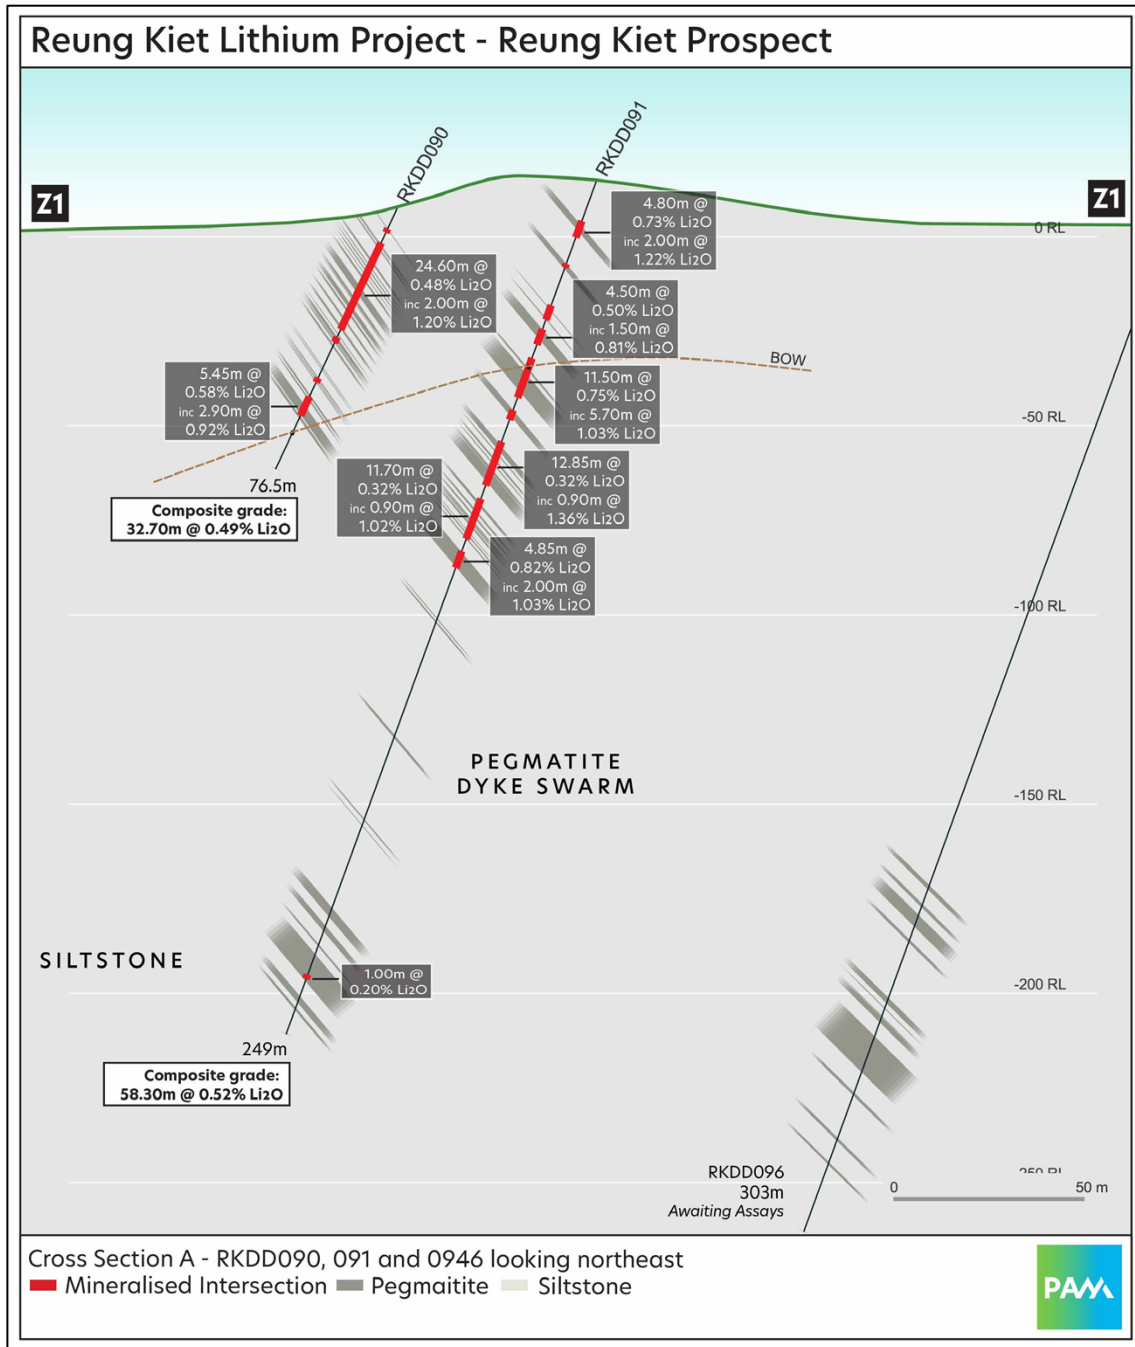 Reung Kiet Lithium Project - Reung Kiet Prospect
RKDD090
RKDD091
Z1
Z1
4.80m @
0.73% Li2O
inc 2.00m @
1.22% Li2O
0 RL
24.60m @
0.48% Li2O
inc 2.00m @
1.20% Li2O
4.50m @
0.50% Li2O
inc 1.50m @
0.81% Li2O
BOW
5.45m @
0.58% Li2O
inc 2.90m @
0.92% Li2O
11.50m @
0.75% Li2O
inc 5.70m @
1.03% Li2O
-50 RL
11.70m @
0.32% Li2O
inc 0.90m @
1.02% Li2O
12.85m @
0.32% Li2O
inc 0.90m @
1.36% Li2O
76.5m
Composite grade:
32.70m @ 0.49% Li2O
4.85m @
0.82% Li2O
inc 2.00m @
1.03% Li2O
-100 RL
PEGMATITE
DYKE SWARM
-150 RL
SILTSTONE
1.00m @
0.20% Li2O
-200 RL
249m
Composite grade:
58.30m @ 0.52% Li2O
RKDD096
303m
Awaiting Assays
250 RL
0 50 m
Cross Section A - RKDD090, 091 and 0946 looking northeast
Mineralised Intersection Pegmaitite Siltstone
PAM